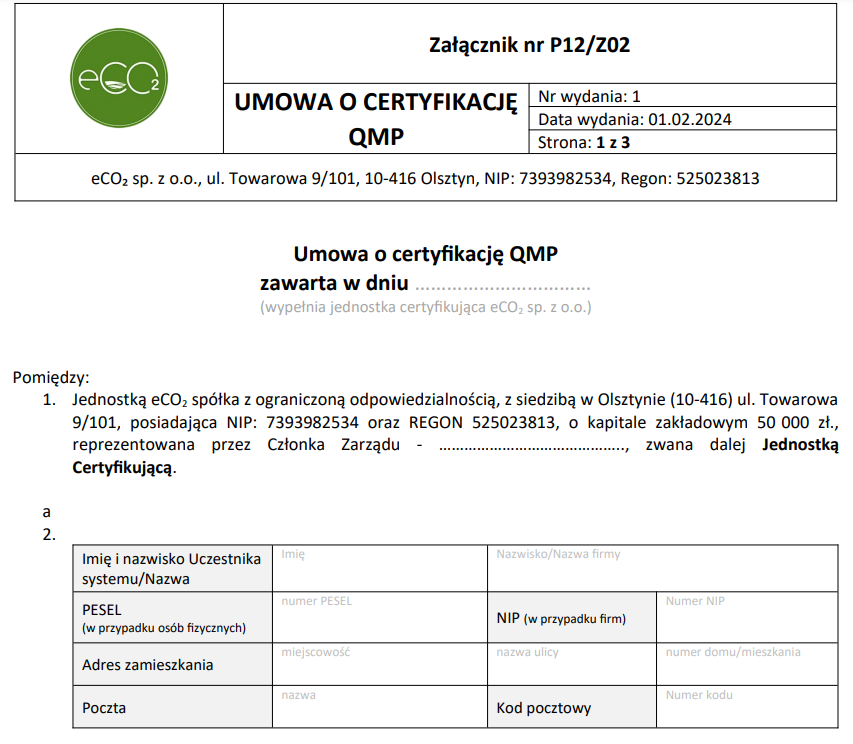 eCO2
Załącznik nr P12/Z02
UMOWA O CERTYFIKACJĘ
QMP
Nr wydania: 1
Data wydania: 01.02.2024
Strona: 1 z 3
eCO₂ sp. z o.o., ul. Towarowa 9/101, 10-416 Olsztyn, NIP: 7393982534, Regon: 525023813
Umowa o certyfikację QMP
zawarta w dniu ……………………………
(wypełnia jednostka certyfikująca eCO₂ sp. z o.o.)
Pomiędzy:
1. Jednostką eCO₂ spółka z ograniczoną odpowiedzialnością, z siedzibą w Olsztynie (10-416) ul. Towarowa
9/101, posiadająca NIP: 7393982534 oraz REGON 525023813, o kapitale zakładowym 50 000 zł.,
reprezentowana przez Członka Zarządu - …………………………………….., zwana dalej Jednostką
Certyfikującą.
a
2.
Imię i nazwisko Uczestnika
systemu/Nazwa
Imię
Nazwisko/Nazwa firmy
PESEL
(w przypadku osób fizycznych)
numer PESEL
NIP (w przypadku firm)
Numer NIP
Adres zamieszkania
miejscowość
nazwa ulicy
numer domu/mieszkania
Poczta
nazwa
Kod pocztowy
Numer kodu